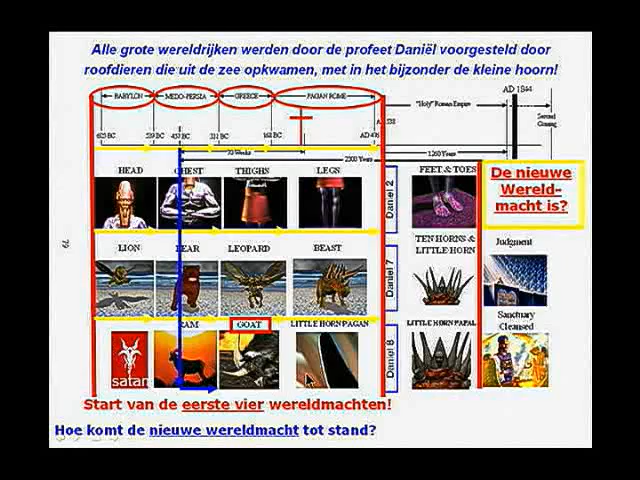 Alle grote wereldrijken werden door de profeet Daniël voorgesteld door
roofdieren die uit de zee opkwamen, met in het bijzonder de kleine hoorn!
BABYLON MEDO-PERSIA GREECE PAGAN ROME "Holy" Roman Empire AD 1844
Second
Coming
605 BC 539 BC 457 BC 331 BC 168 BC AD 476 AD 538
70 Weeks 1260 Years
2300 Years
HEAD CHEST THIGHS LEGS Daniel 2 FEET & TOES
De nieuwe
Wereld-
macht is?
79
LION BEAR LEOPARD BEAST Daniel 7 TEN HORNS &
LITTLE HORN
Judgment
RAM GOAT LITTLE HORN PAGAN Daniel 8 LITTLE HORN PAPAL
Sanctuary
Cleansed
satan
Start van de eerste vier wereldmachten!
Hoe komt de nieuwe wereldmacht tot stand?